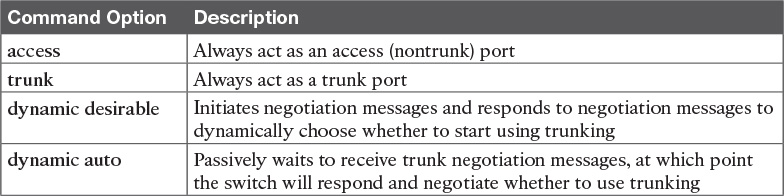 Command Option Description
access Always act as an access (nontrunk) port
trunk Always act as a trunk port
dynamic desirable Initiates negotiation messages and responds to negotiation messages to
dynamically choose whether to start using trunking
dynamic auto Passively waits to receive trunk negotiation messages, at which point
the switch will respond and negotiate whether to use trunking